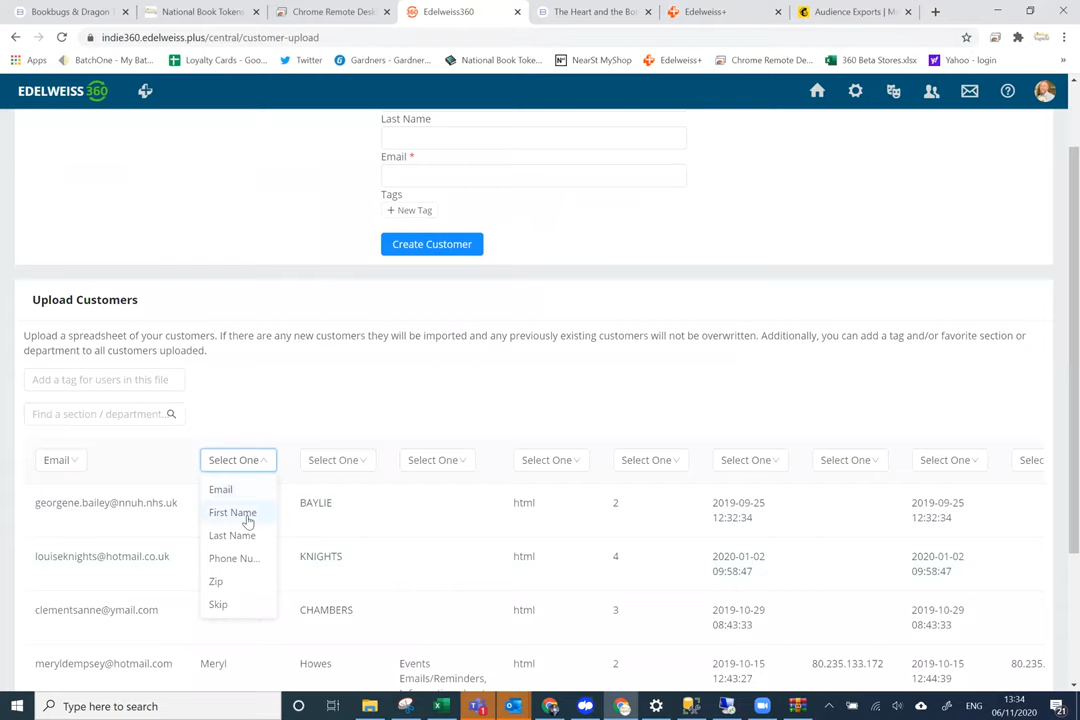 Bookbugs & Dragon
National Book Tokens
Chrome Remote Desk
Edelweiss360
The Heart and the Bot
Edelweiss+
Audience Exports | M
indie360.edelweiss.plus/central/customer-upload
Apps
BatchOne - My Bat...
Loyalty Cards - Goo...
Twitter
Gardners - Gardner...
National Book Toke...
NearSt MyShop
Edelweiss+
Chrome Remote De...
360 Beta Stores.xlsx
Yahoo - login
»
EDELWEISS 360
Last Name
Email *
Tags
+ New Tag
Create Customer
Upload Customers
Upload a spreadsheet of your customers. If there are any new customers they will be imported and any previously existing customers will not be overwritten. Additionally, you can add a tag and/or favorite section or
department to all customers uploaded.
Add a tag for users in this file
Find a section / department...
Email Select One Select One Select One Select One Select One Select One Select One Select One Selec
Email
First Name
Last Name
Phone Nu...
Zip
Skip
georgene.bailey@nnuh.nhs.uk BAYLIE html 2 2019-09-25 12:32:34 2019-09-25 12:32:34
louiseknights@hotmail.co.uk KNIGHTS html 4 2020-01-02 09:58:47 2020-01-02 09:58:47
clementsanne@ymail.com CHAMBERS html 3 2019-10-29 08:43:33 2019-10-29 08:43:33
meryldempsey@hotmail.com Meryl Howes Events Emails/Reminders, html 2 2019-10-15 12:43:27 80.235.133.172 2019-10-15 12:44:39 80.235.
Type here to search
ENG
13:34
06/11/2020
21